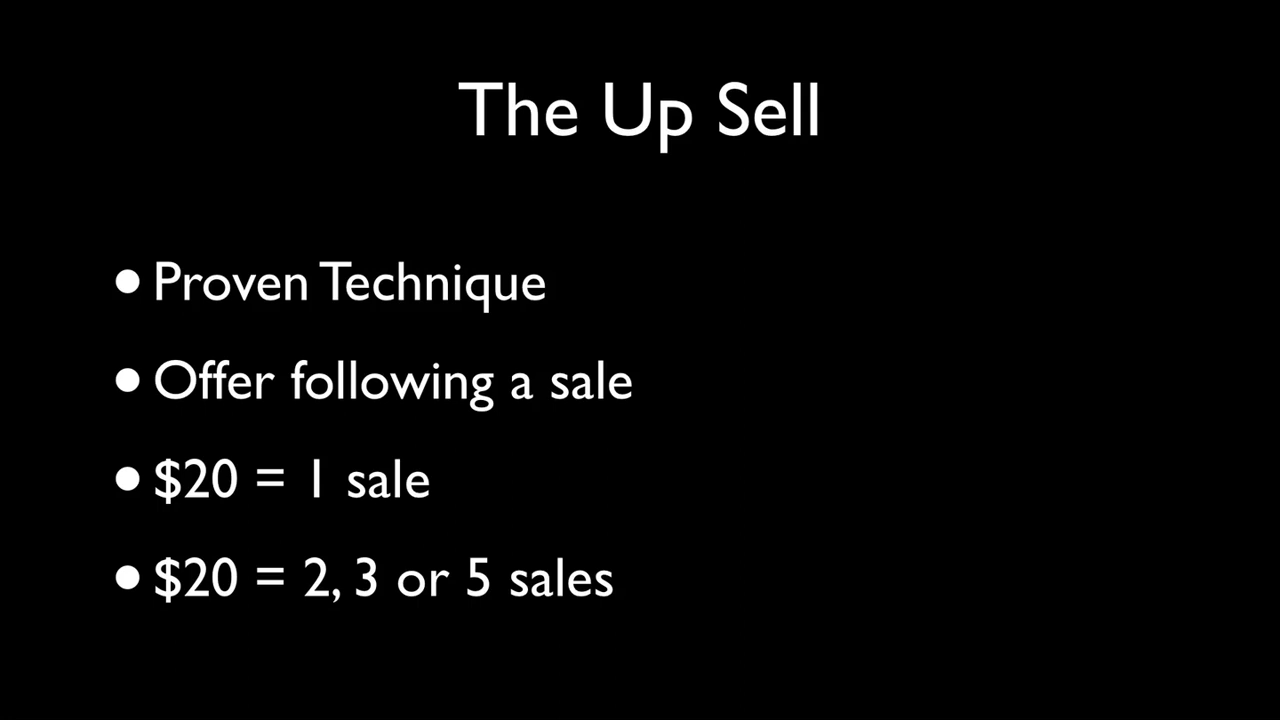 The Up Sell
• Proven Technique
• Offer following a sale
• $20 = 1 sale
• $20 = 2, 3 or 5 sales